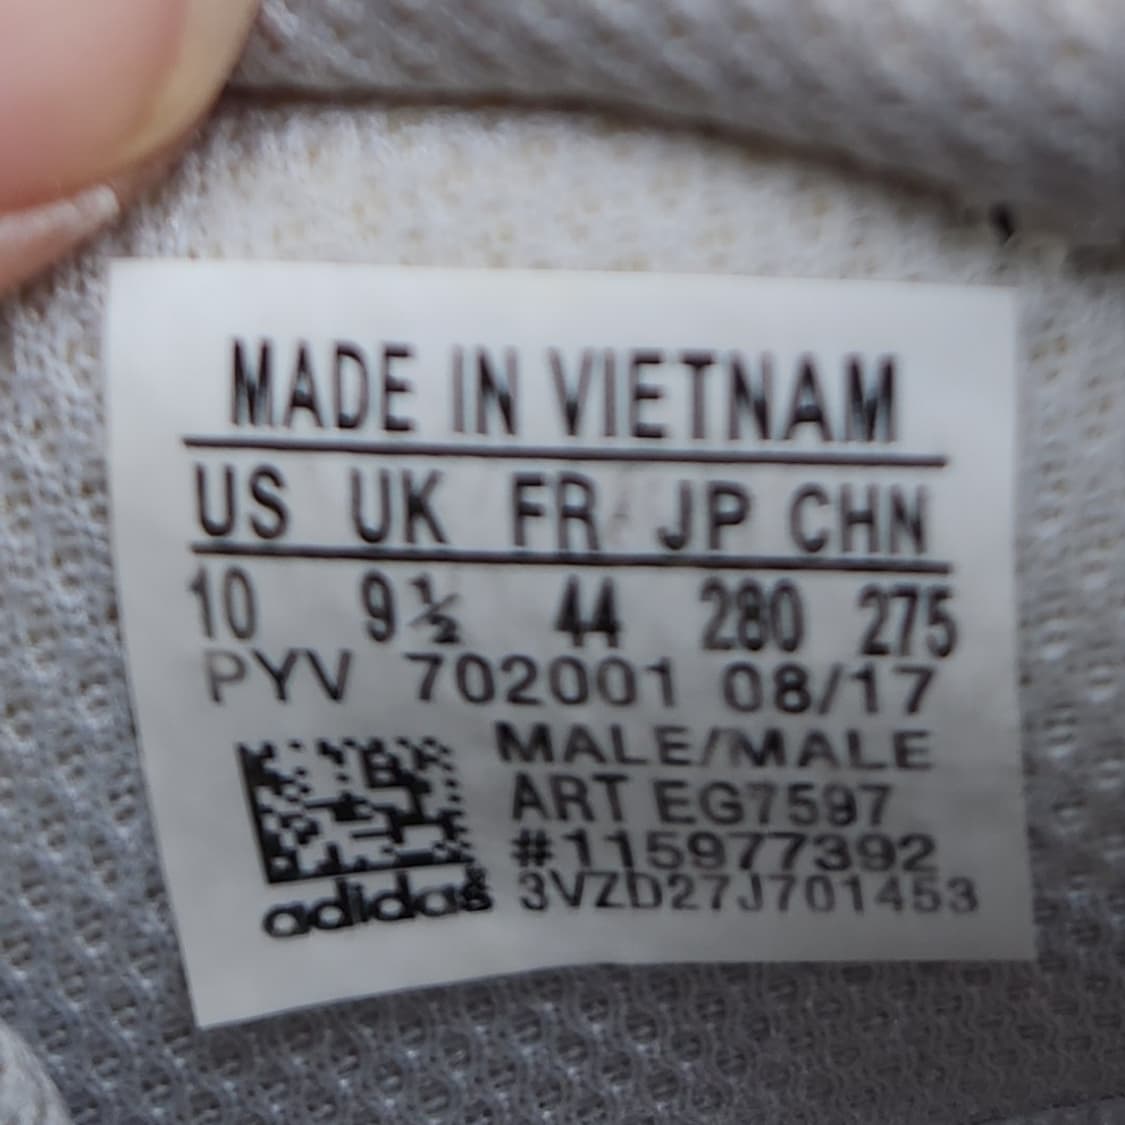 MADE IN VIETNAM
US UK FR JP CHN
10 9½ 44 280 275
PYV 702001 08/17
MALE/MALE
ART EG7597
#115977392
3VZD27J701453
adidas